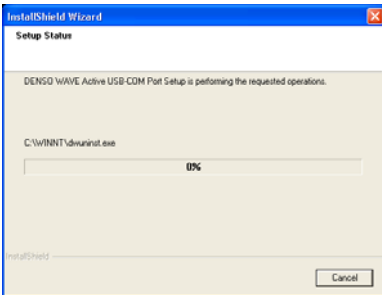 InstallShield Wizard
Setup Status
DENSO WAVE Active USB-COM Port Setup is performing the requested operations.
C:\WINNT\dwuninst.exe
0%
InstallShield
Cancel